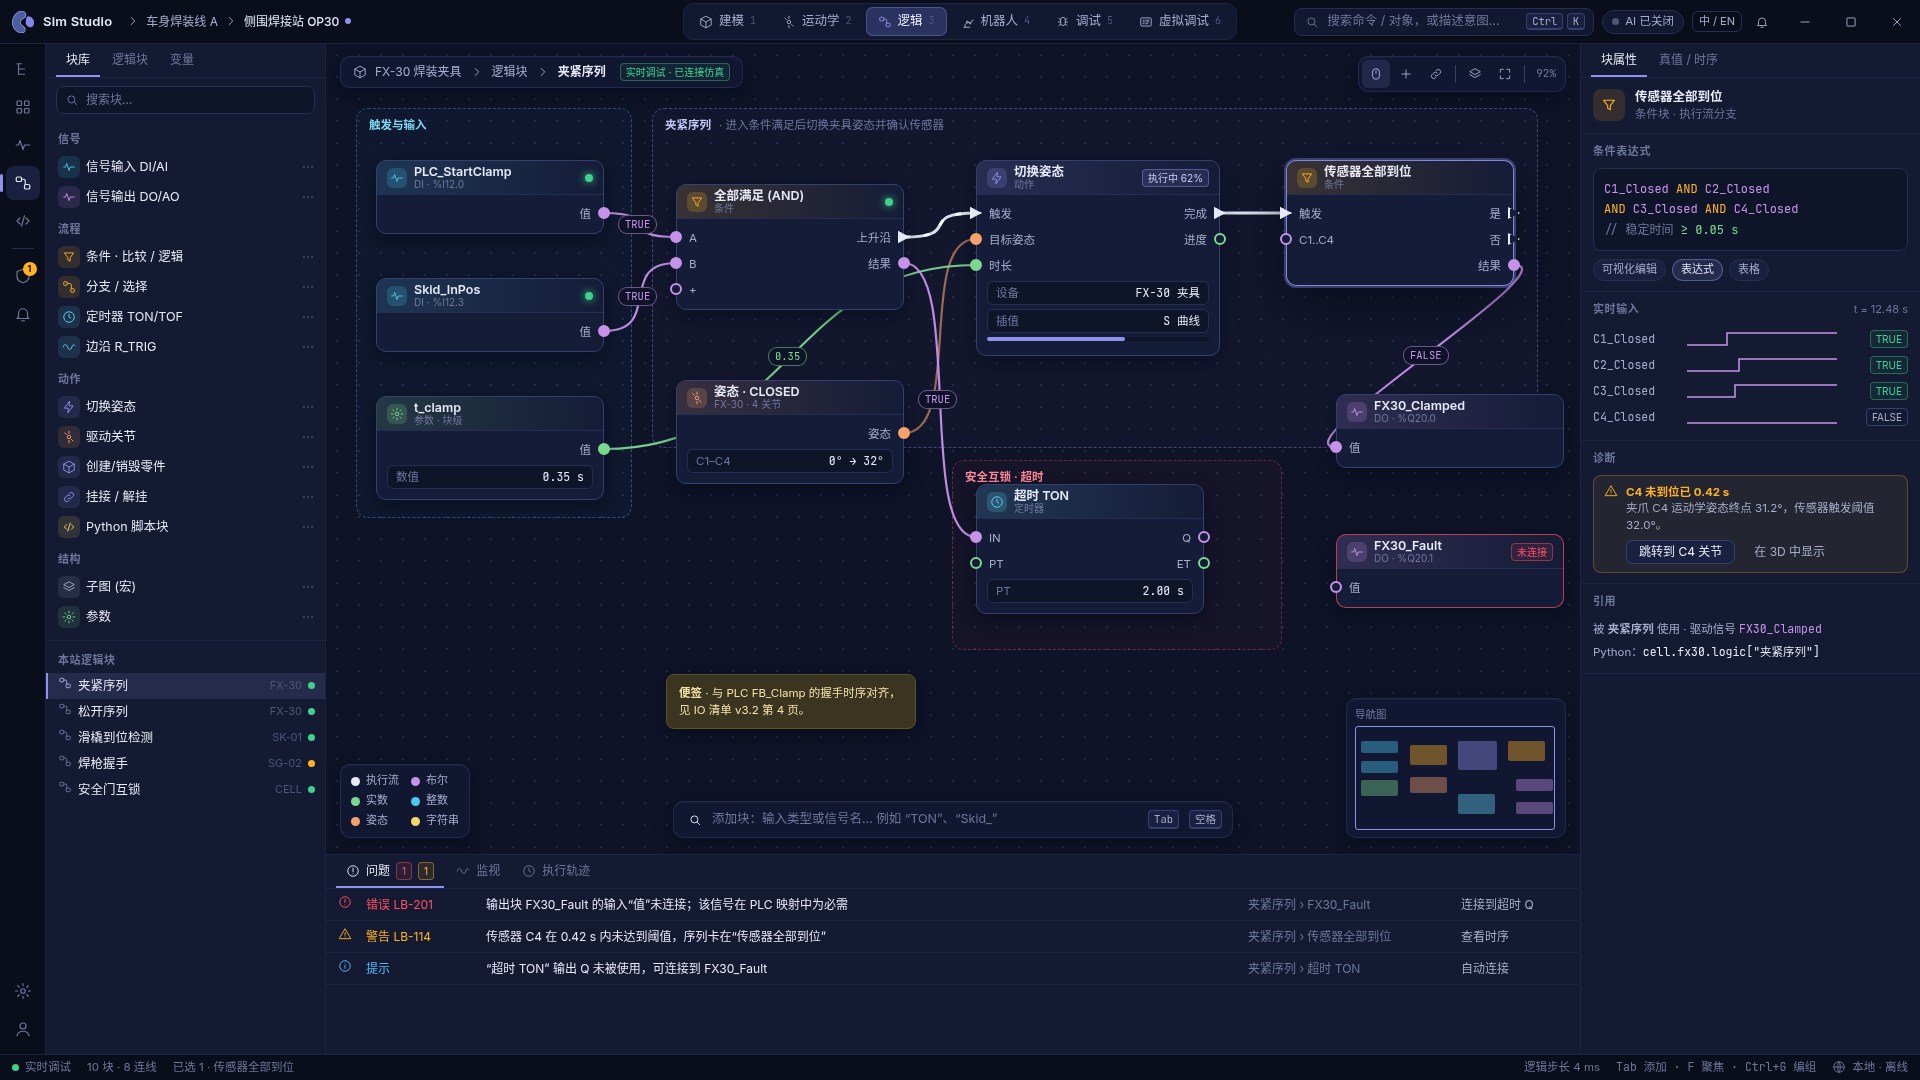 Sim Studio
车身焊装线 A
侧围焊接站 OP30
建模 1
运动学 2
逻辑 3
机器人 4
调试 5
虚拟调试 6
搜索命令 / 对象，或描述意图... Ctrl K
AI 已关闭
中 / EN
块库
逻辑块
变量
搜索块...
信号
信号输入 DI/AI
信号输出 DO/AO
流程
条件 · 比较 / 逻辑
分支 / 选择
定时器 TON/TOF
边沿 R_TRIG
动作
切换姿态
驱动关节
创建/销毁零件
挂接 / 解挂
Python 脚本块
结构
子图 (宏)
参数
本站逻辑块
夹紧序列 FX-30
松开序列 FX-30
滑橇到位检测 SK-01
焊枪握手 SG-02
安全门互锁 CELL
1
FX-30 焊装夹具
逻辑块
夹紧序列
实时调试 · 已连接仿真
92%
触发与输入
PLC_StartClamp
DI · %I12.0
值
Skid_InPos
DI · %I12.3
值
t_clamp
参数 · 块级
值
数值 0.35 s
TRUE
TRUE
夹紧序列 · 进入条件满足后切换夹具姿态并确认传感器
全部满足 (AND)
条件
A 上升沿
B 结果
+
0.35
姿态 · CLOSED
FX-30 · 4 关节
姿态
C1–C4 0° → 32°
TRUE
切换姿态
动作
执行中 62%
触发 完成
目标姿态 进度
时长
设备 FX-30 夹具
插值 S 曲线
传感器全部到位
条件
触发 是
C1..C4 否
结果
FALSE
FX30_Clamped
DO · %Q20.0
值
安全互锁 · 超时
超时 TON
定时器
IN Q
PT ET
PT 2.00 s
FX30_Fault
DO · %Q20.1
未连接
值
便签 · 与 PLC FB_Clamp 的握手时序对齐，
见 IO 清单 v3.2 第 4 页。
执行流 布尔
实数 整数
姿态 字符串
添加块：输入类型或信号名... 例如 “TON”、“Skid_” Tab 空格
导航图
问题 1 1
监视
执行轨迹
错误 LB-201 输出块 FX30_Fault 的输入“值”未连接；该信号在 PLC 映射中为必需 夹紧序列 › FX30_Fault 连接到超时 Q
警告 LB-114 传感器 C4 在 0.42 s 内未达到阈值，序列卡在“传感器全部到位” 夹紧序列 › 传感器全部到位 查看时序
提示 “超时 TON” 输出 Q 未被使用，可连接到 FX30_Fault 夹紧序列 › 超时 TON 自动连接
块属性
真值 / 时序
传感器全部到位
条件块 · 执行流分支
条件表达式
C1_Closed AND C2_Closed
AND C3_Closed AND C4_Closed
// 稳定时间 ≥ 0.05 s
可视化编辑
表达式
表格
实时输入 t = 12.48 s
C1_Closed TRUE
C2_Closed TRUE
C3_Closed TRUE
C4_Closed FALSE
诊断
C4 未到位已 0.42 s
夹爪 C4 运动学姿态终点 31.2°，传感器触发阈值
32.0°。
跳转到 C4 关节
在 3D 中显示
引用
被 夹紧序列 使用 · 驱动信号 FX30_Clamped
Python：cell.fx30.logic["夹紧序列"]
实时调试
10 块 · 8 连线
已选 1 · 传感器全部到位
逻辑步长 4 ms
Tab 添加 · F 聚焦 · Ctrl+G 编组
本地 · 离线